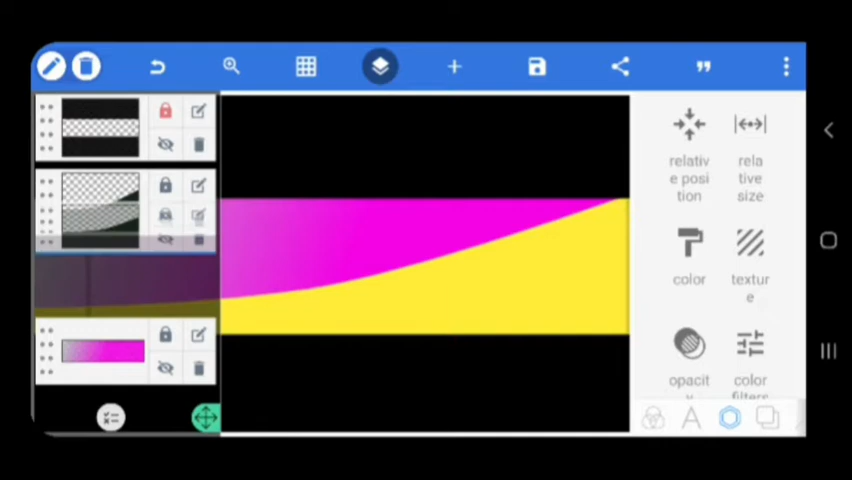 relativ
e posi
tion
rela
tive
size
color
textur
e
opacit
y
color
filters
A